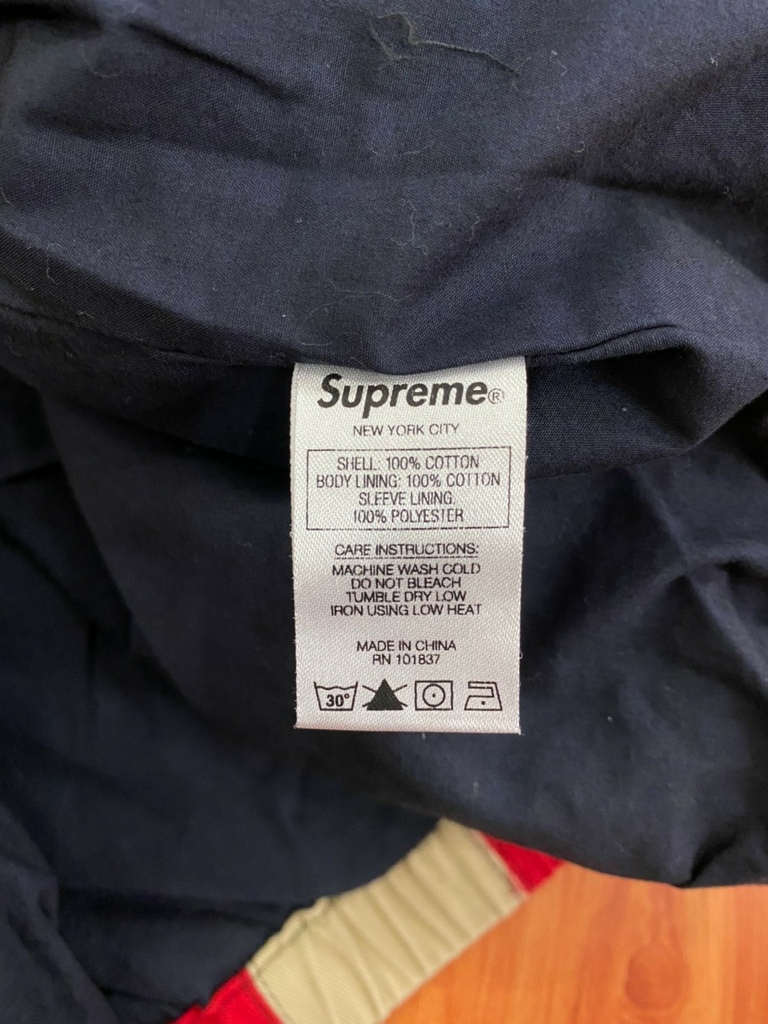 Supreme®
NEW YORK CITY
SHELL: 100% COTTON
BODY LINING: 100% COTTON
SLEEVE LINING:
100% POLYESTER
CARE INSTRUCTIONS:
MACHINE WASH COLD
DO NOT BLEACH
TUMBLE DRY LOW
IRON USING LOW HEAT
MADE IN CHINA
RN 101837
30°